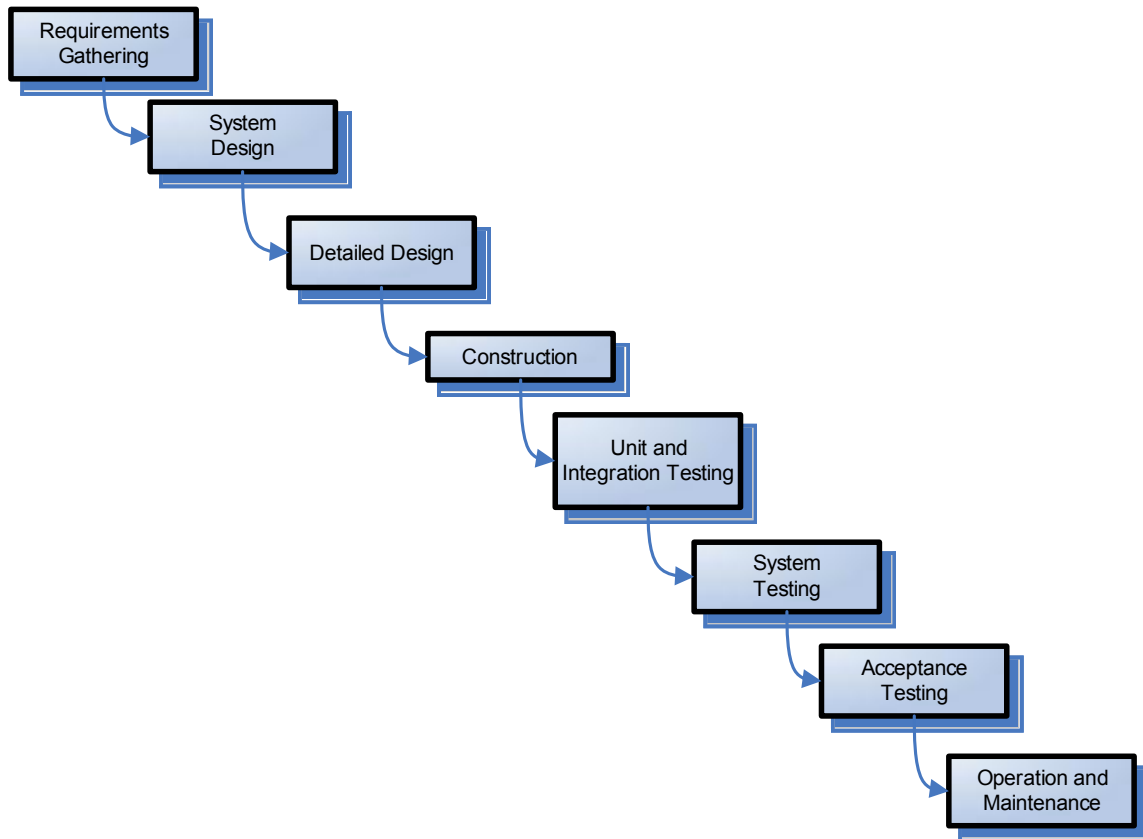 Requirements
Gathering
System
Design
Detailed Design
Construction
Unit and
Integration Testing
System
Testing
Acceptance
Testing
Operation and
Maintenance